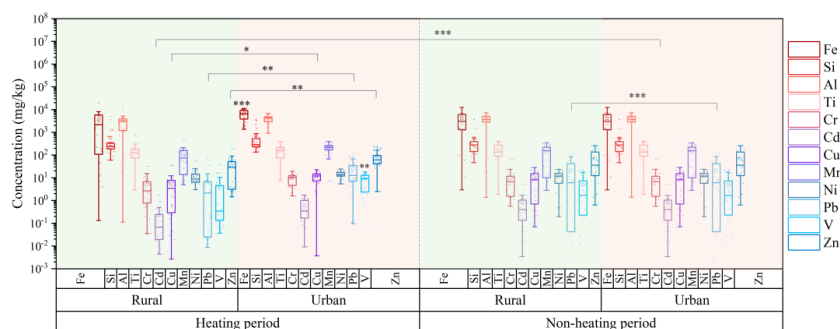 10⁸
10⁷
10⁶
10⁵
10⁴
10³
10²
10¹
10⁰
10⁻¹
10⁻²
10⁻³
Concentration (mg/kg)
***
*
**
**
***
**
***
Fe
Si
Al
Ti
Cr
Cd
Cu
Mn
Ni
Pb
V
Zn
Fe Si Al Ti Cr Cd Cu Mn Ni Pb V Zn Fe Si Al Ti Cr Cd Cu Mn Ni Pb V Zn Fe Si Al Ti Cr Cd Cu Mn Ni Pb V Zn Fe Si Al Ti Cr Cd Cu Mn Ni Pb V Zn
Rural Urban Rural Urban
Heating period Non-heating period